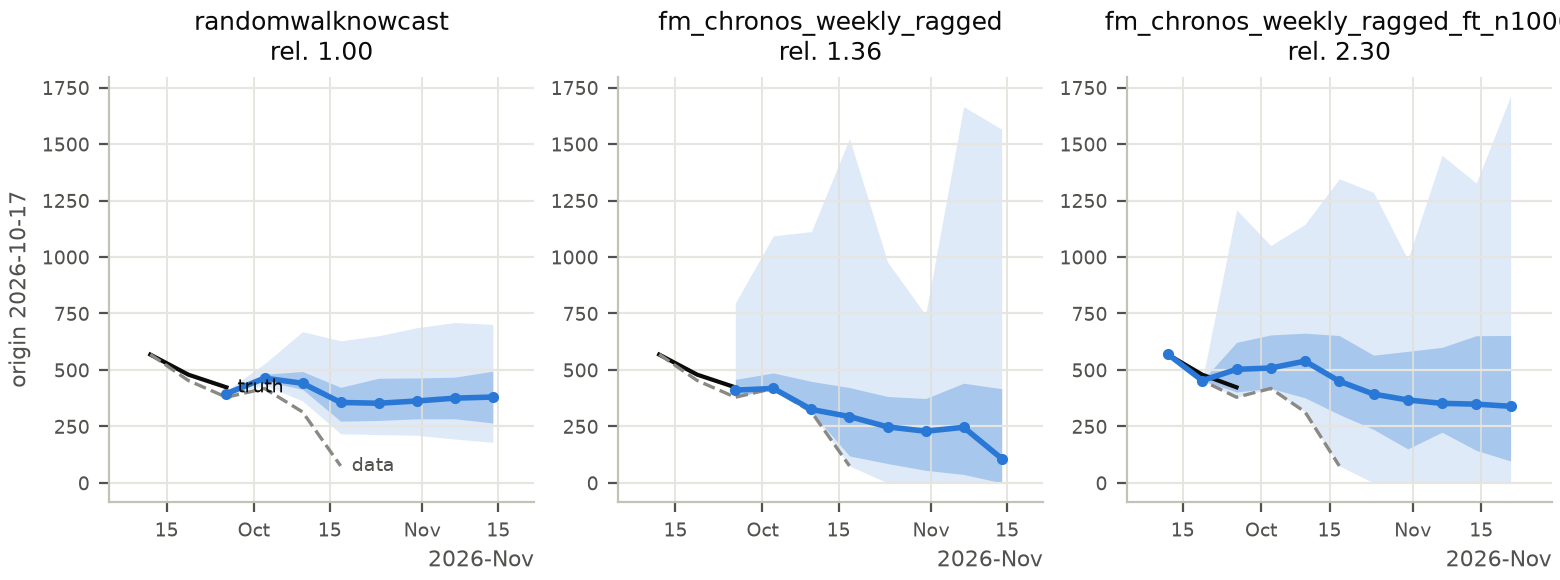 randomwalknowcast
rel. 1.00
fm_chronos_weekly_ragged
rel. 1.36
fm_chronos_weekly_ragged_ft_n100
rel. 2.30
origin 2026-10-17
1750
1500
1250
1000
750
500
250
0
truth
data
15
Oct
15
Nov
15
2026-Nov
1750
1500
1250
1000
750
500
250
0
15
Oct
15
Nov
15
2026-Nov
1750
1500
1250
1000
750
500
250
0
15
Oct
15
Nov
15
2026-Nov